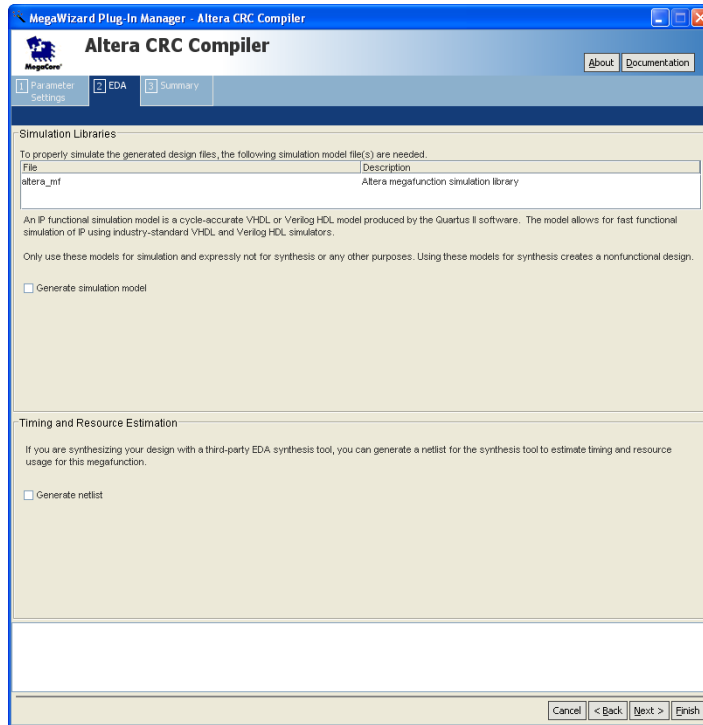 MegaWizard Plug-In Manager - Altera CRC Compiler
Altera CRC Compiler
MegaCore®
About Documentation
1 Parameter Settings
2 EDA
3 Summary
Simulation Libraries
To properly simulate the generated design files, the following simulation model file(s) are needed.
File Description
altera_mf Altera megafunction simulation library
An IP functional simulation model is a cycle-accurate VHDL or Verilog HDL model produced by the Quartus II software. The model allows for fast functional
simulation of IP using industry-standard VHDL and Verilog HDL simulators.
Only use these models for simulation and expressly not for synthesis or any other purposes. Using these models for synthesis creates a nonfunctional design.
Generate simulation model
Timing and Resource Estimation
If you are synthesizing your design with a third-party EDA synthesis tool, you can generate a netlist for the synthesis tool to estimate timing and resource
usage for this megafunction.
Generate netlist
Cancel < Back Next > Finish